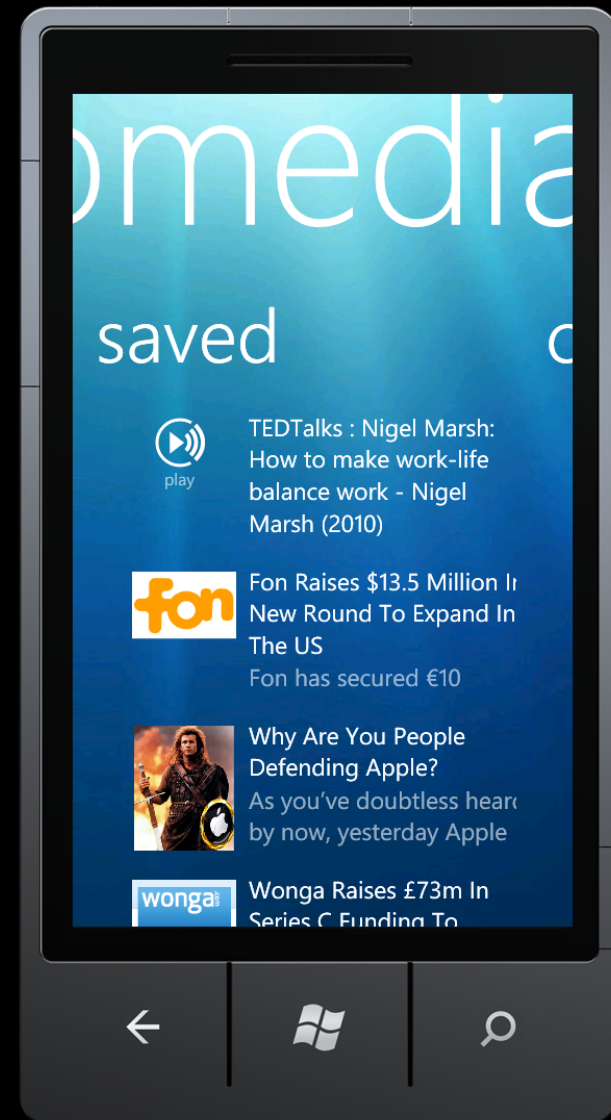 omedia
saved
c
play
TEDTalks : Nigel Marsh:
How to make work-life
balance work - Nigel
Marsh (2010)
fon
Fon Raises $13.5 Million In
New Round To Expand In
The US
Fon has secured €10
Why Are You People
Defending Apple?
As you've doubtless heard
by now, yesterday Apple
wonga
Wonga Raises £73m In
Series C Funding To